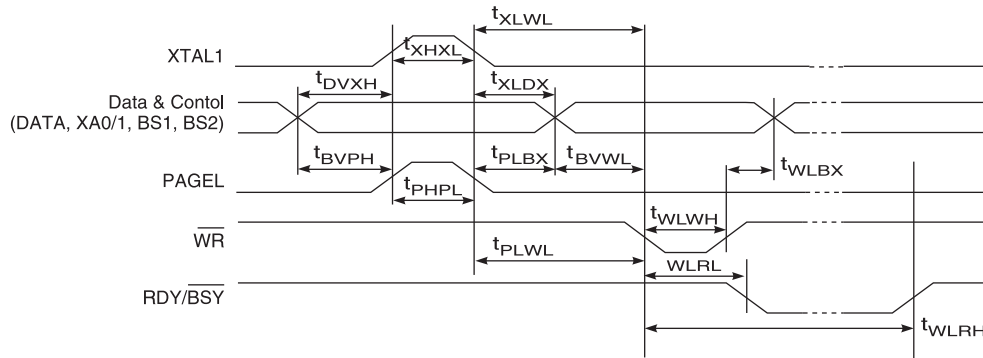 tXLWL
XTAL1
tXHXL
tDVXH
tXLDX
Data & Contol
(DATA, XA0/1, BS1, BS2)
tBVPH
tPLBX
tBVWL
tWLBX
PAGEL
tPHPL
WR
tWLWH
tPLWL
WLRL
RDY/BSY
tWLRH